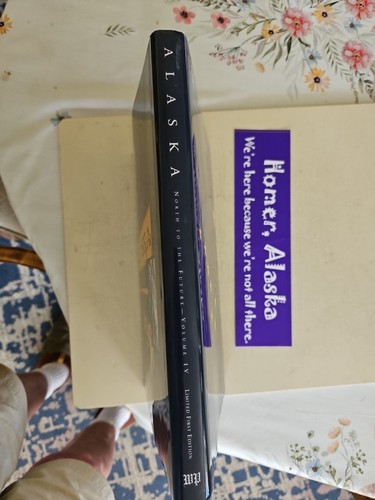 ALASKA
NORTH TO THE FUTURE—VOLUME IV
LIMITED FIRST EDITION
WP
Homer, Alaska
We're here because we're not all there.